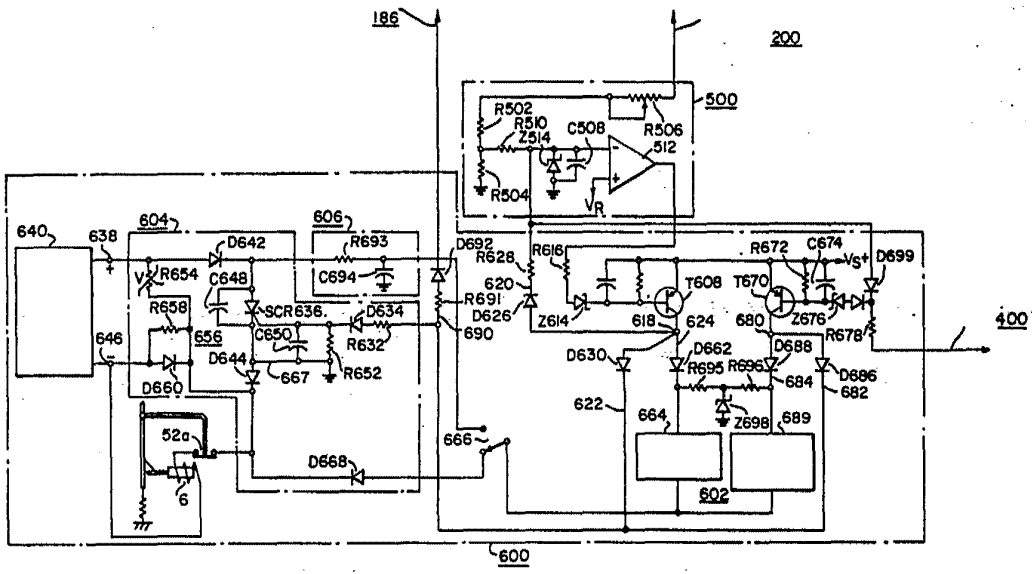 186
200
500
R502
R510
Z514
C508
R506
512
R504
VR
640
638
+
604
D642
606
R693
C694
D692
R628
R616
R672
C674
VS+
D699
V
R654
C648
R658
656
SCR636
D634
R691
620
T608
T670
646
-
C650
690
D626
Z614
618
624
680
Z676
R678
400
D644
667
R652
R632
D630
D662
D688
D686
D660
R695
R696
684
682
622
52a
666
664
Z698
689
6
D668
602
600